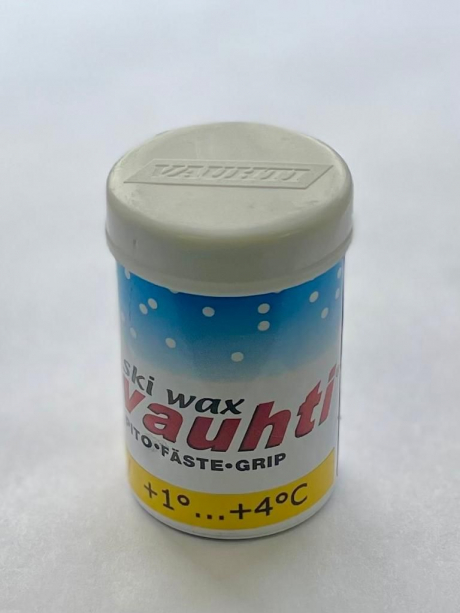 VAUHTI
ski wax
vauhti
PITO•FÄSTE•GRIP
+1°...+4°C